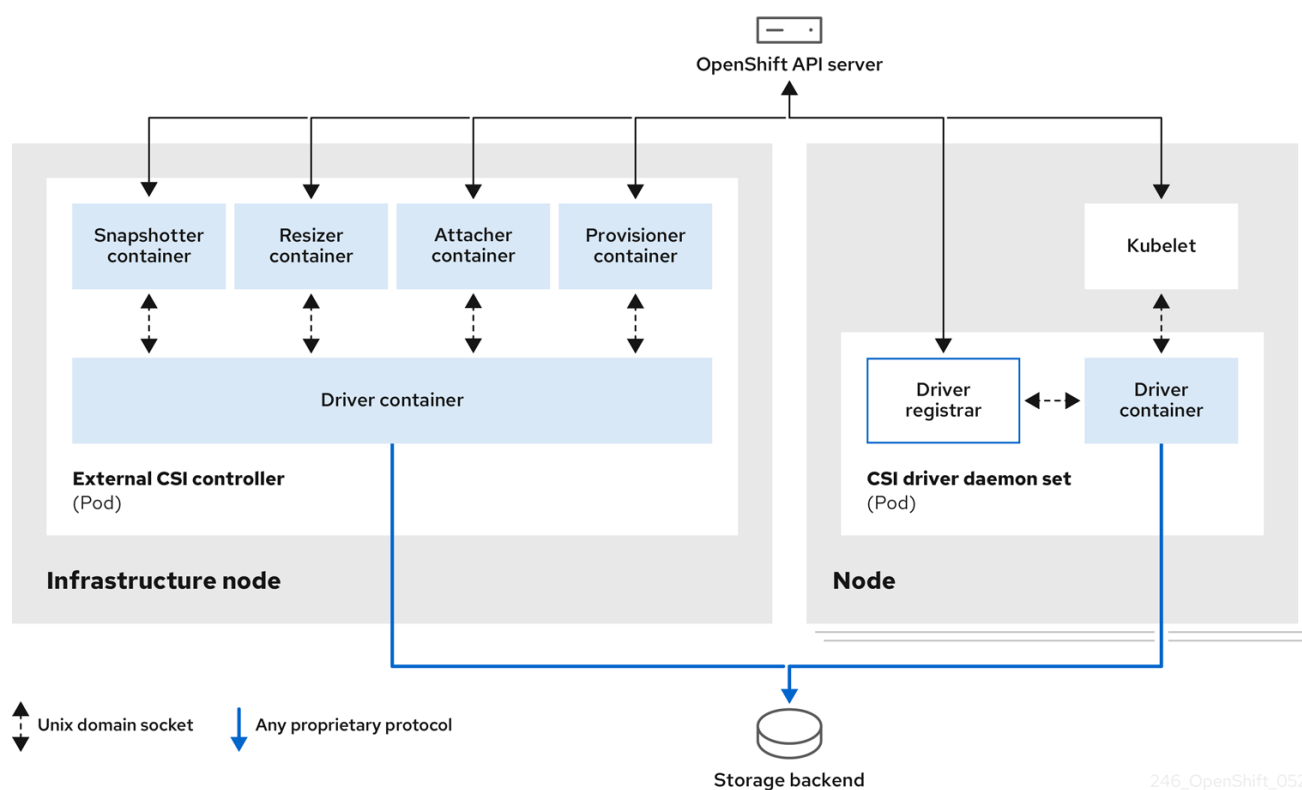 OpenShift API server
Snapshotter
container
Resizer
container
Attacher
container
Provisioner
container
Driver container
External CSI controller
(Pod)
Infrastructure node
Kubelet
Driver
registrar
Driver
container
CSI driver daemon set
(Pod)
Node
Unix domain socket
Any proprietary protocol
Storage backend
246_OpenShift_052